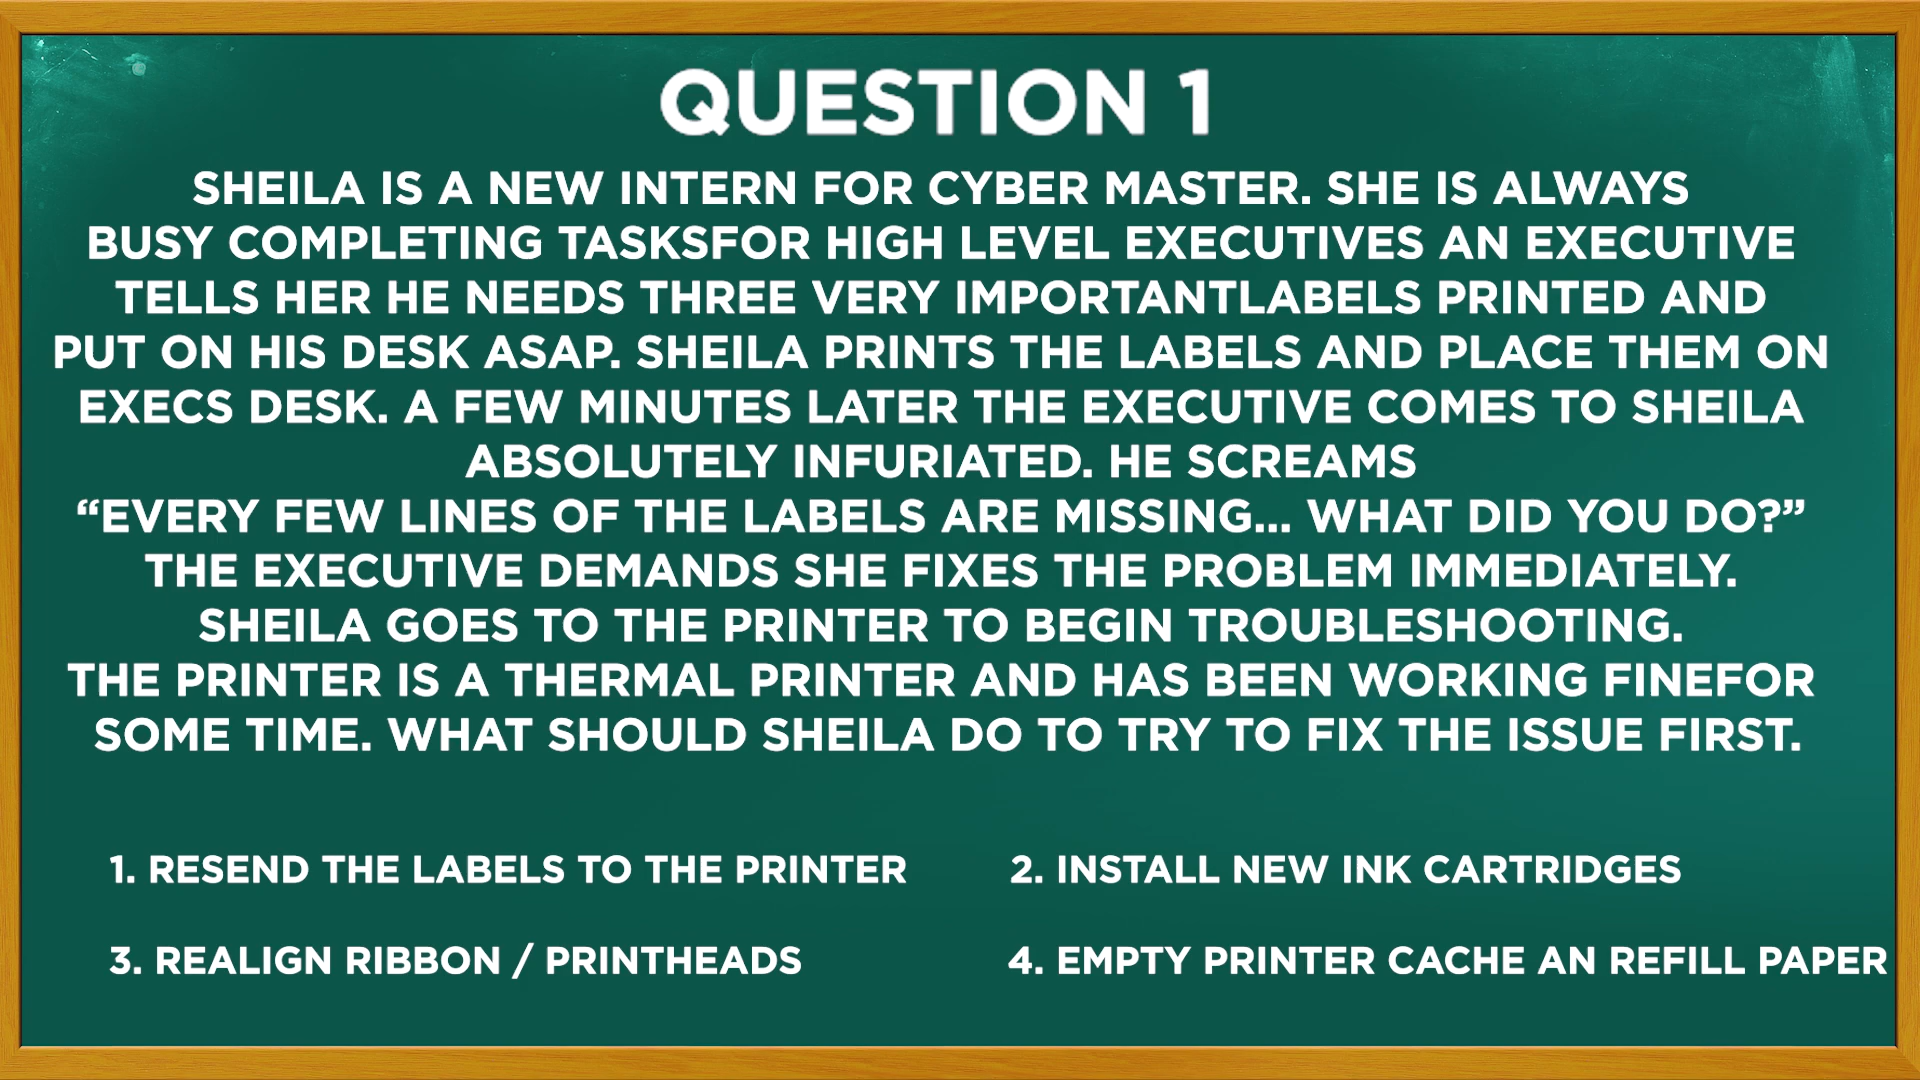 QUESTION 1
SHEILA IS A NEW INTERN FOR CYBER MASTER. SHE IS ALWAYS
BUSY COMPLETING TASKSFOR HIGH LEVEL EXECUTIVES AN EXECUTIVE
TELLS HER HE NEEDS THREE VERY IMPORTANTLABELS PRINTED AND
PUT ON HIS DESK ASAP. SHEILA PRINTS THE LABELS AND PLACE THEM ON
EXECS DESK. A FEW MINUTES LATER THE EXECUTIVE COMES TO SHEILA
ABSOLUTELY INFURIATED. HE SCREAMS
“EVERY FEW LINES OF THE LABELS ARE MISSING... WHAT DID YOU DO?”
THE EXECUTIVE DEMANDS SHE FIXES THE PROBLEM IMMEDIATELY.
SHEILA GOES TO THE PRINTER TO BEGIN TROUBLESHOOTING.
THE PRINTER IS A THERMAL PRINTER AND HAS BEEN WORKING FINEFOR
SOME TIME. WHAT SHOULD SHEILA DO TO TRY TO FIX THE ISSUE FIRST.
1. RESEND THE LABELS TO THE PRINTER
2. INSTALL NEW INK CARTRIDGES
3. REALIGN RIBBON / PRINTHEADS
4. EMPTY PRINTER CACHE AN REFILL PAPER